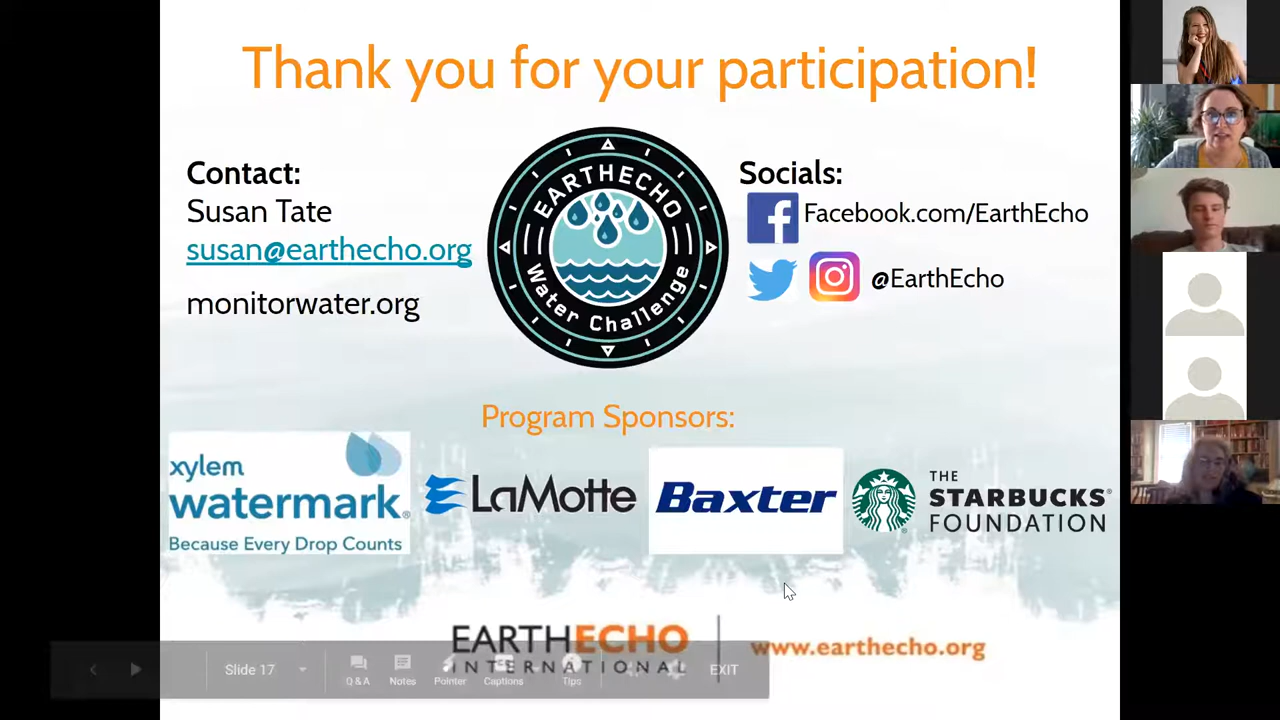 Thank you for your participation!
Contact:
Susan Tate
susan@earthecho.org
monitorwater.org
EARTHECHO
Water Challenge
Socials:
Facebook.com/EarthEcho
@EarthEcho
Program Sponsors:
xylem
watermark®
Because Every Drop Counts
LaMotte
Baxter
THE
STARBUCKS®
FOUNDATION
EARTHECHO
INTERNATIONAL
www.earthecho.org
Slide 17
Q & A
Notes
Pointer
Captions
Tips
EXIT